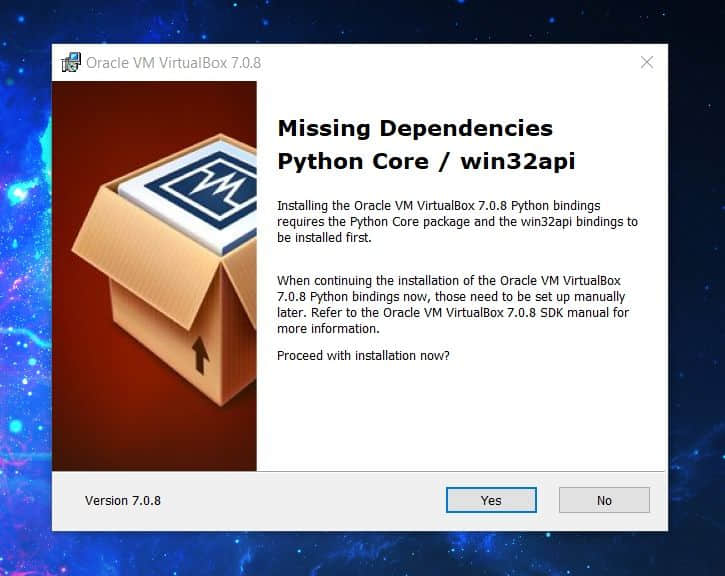 Oracle VM VirtualBox 7.0.8
Missing Dependencies
Python Core / win32api
Installing the Oracle VM VirtualBox 7.0.8 Python bindings
requires the Python Core package and the win32api bindings to
be installed first.
When continuing the installation of the Oracle VM VirtualBox
7.0.8 Python bindings now, those need to be set up manually
later. Refer to the Oracle VM VirtualBox 7.0.8 SDK manual for
more information.
Proceed with installation now?
Version 7.0.8
Yes
No